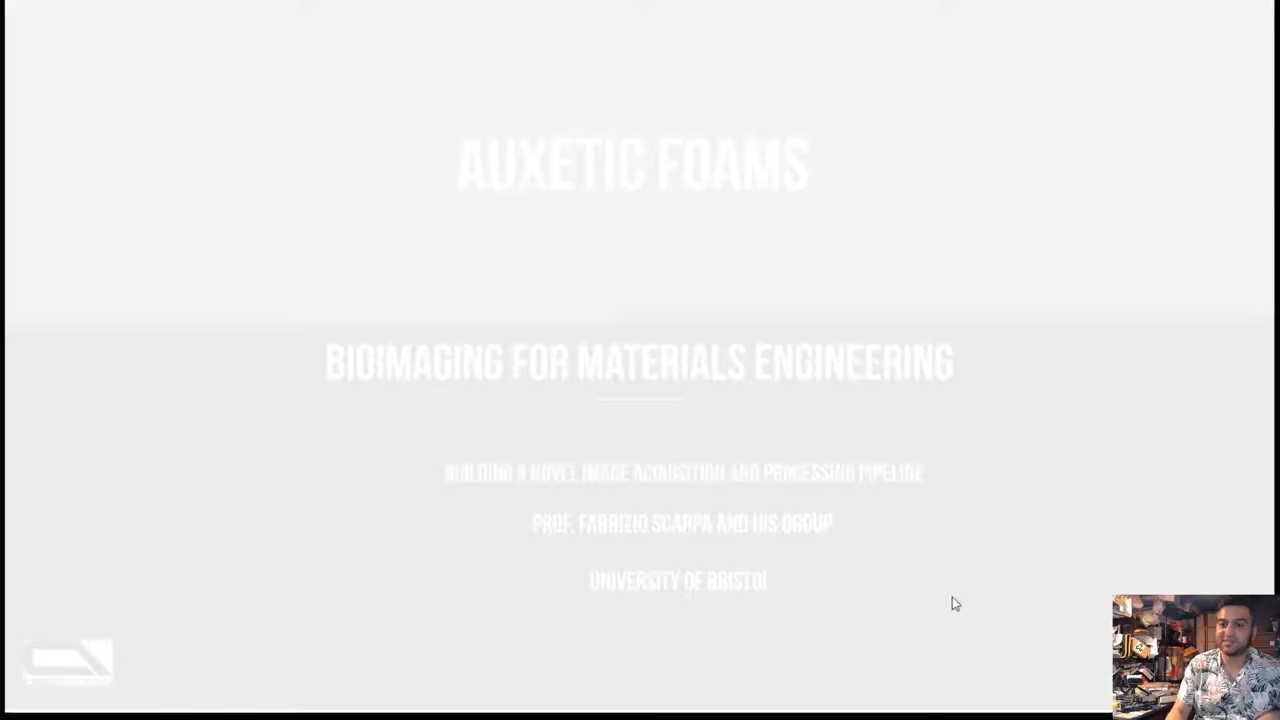 AUXETIC FOAMS
BIOIMAGING FOR MATERIALS ENGINEERING
BUILDING A NOVEL IMAGE ACQUISITION AND PROCESSING PIPELINE
PROF. FABRIZIO SCARPA AND HIS GROUP
UNIVERSITY OF BRISTOL